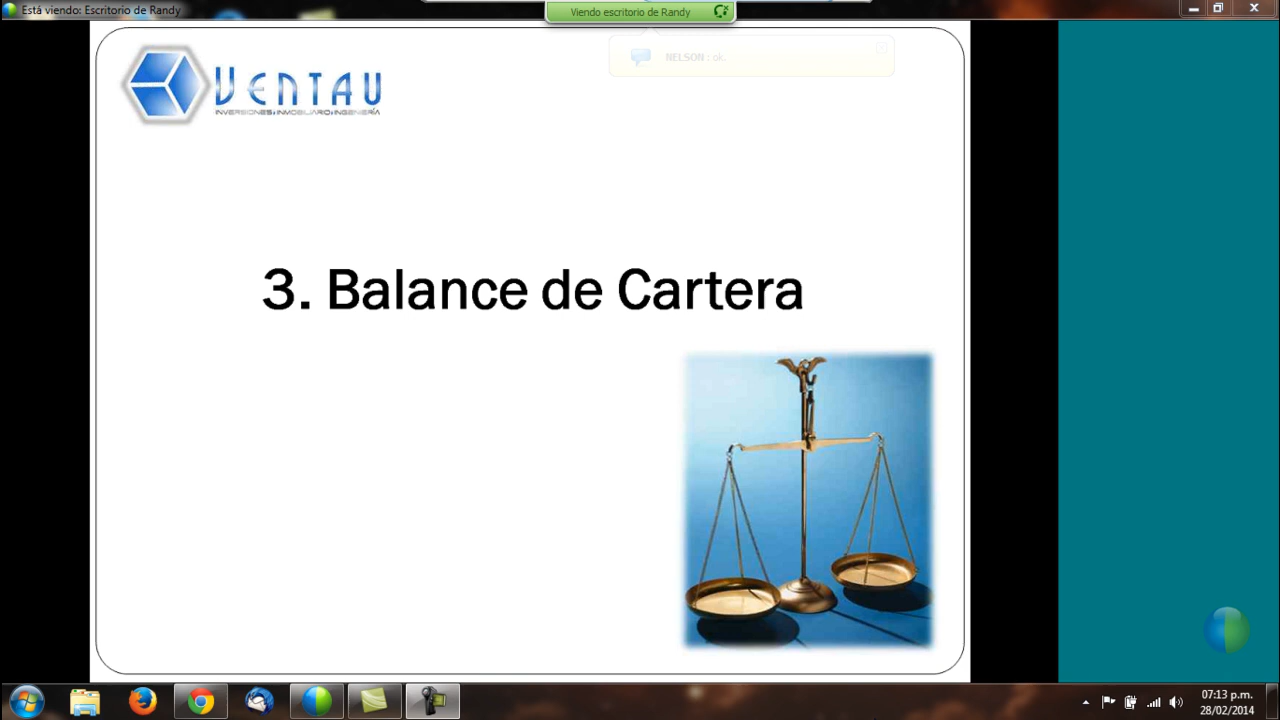 Está viendo: Escritorio de Randy
Viendo escritorio de Randy
NELSON : ok.
VENTAU
INVERSIONES:INMOBILIARIO:INGENIERÍA
3. Balance de Cartera
07:13 p.m.
28/02/2014